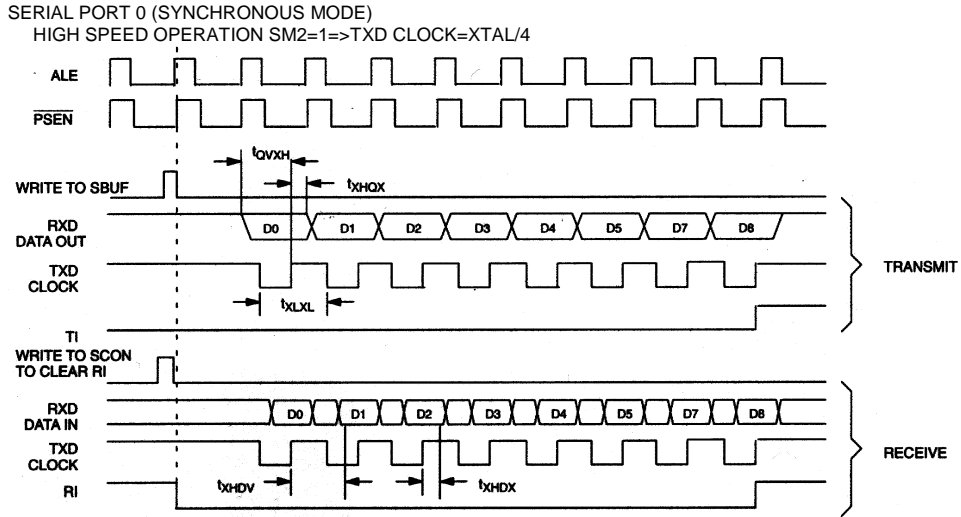 SERIAL PORT 0 (SYNCHRONOUS MODE)
HIGH SPEED OPERATION SM2=1=>TXD CLOCK=XTAL/4
ALE
PSEN
tQVXH
WRITE TO SBUF
tXHQX
RXD
DATA OUT
D0 D1 D2 D3 D4 D5 D7 D8
TXD
CLOCK
TRANSMIT
tXLXL
TI
WRITE TO SCON
TO CLEAR RI
RXD
DATA IN
D0 D1 D2 D3 D4 D5 D7 D8
TXD
CLOCK
RECEIVE
tXHDV
tXHDX
RI